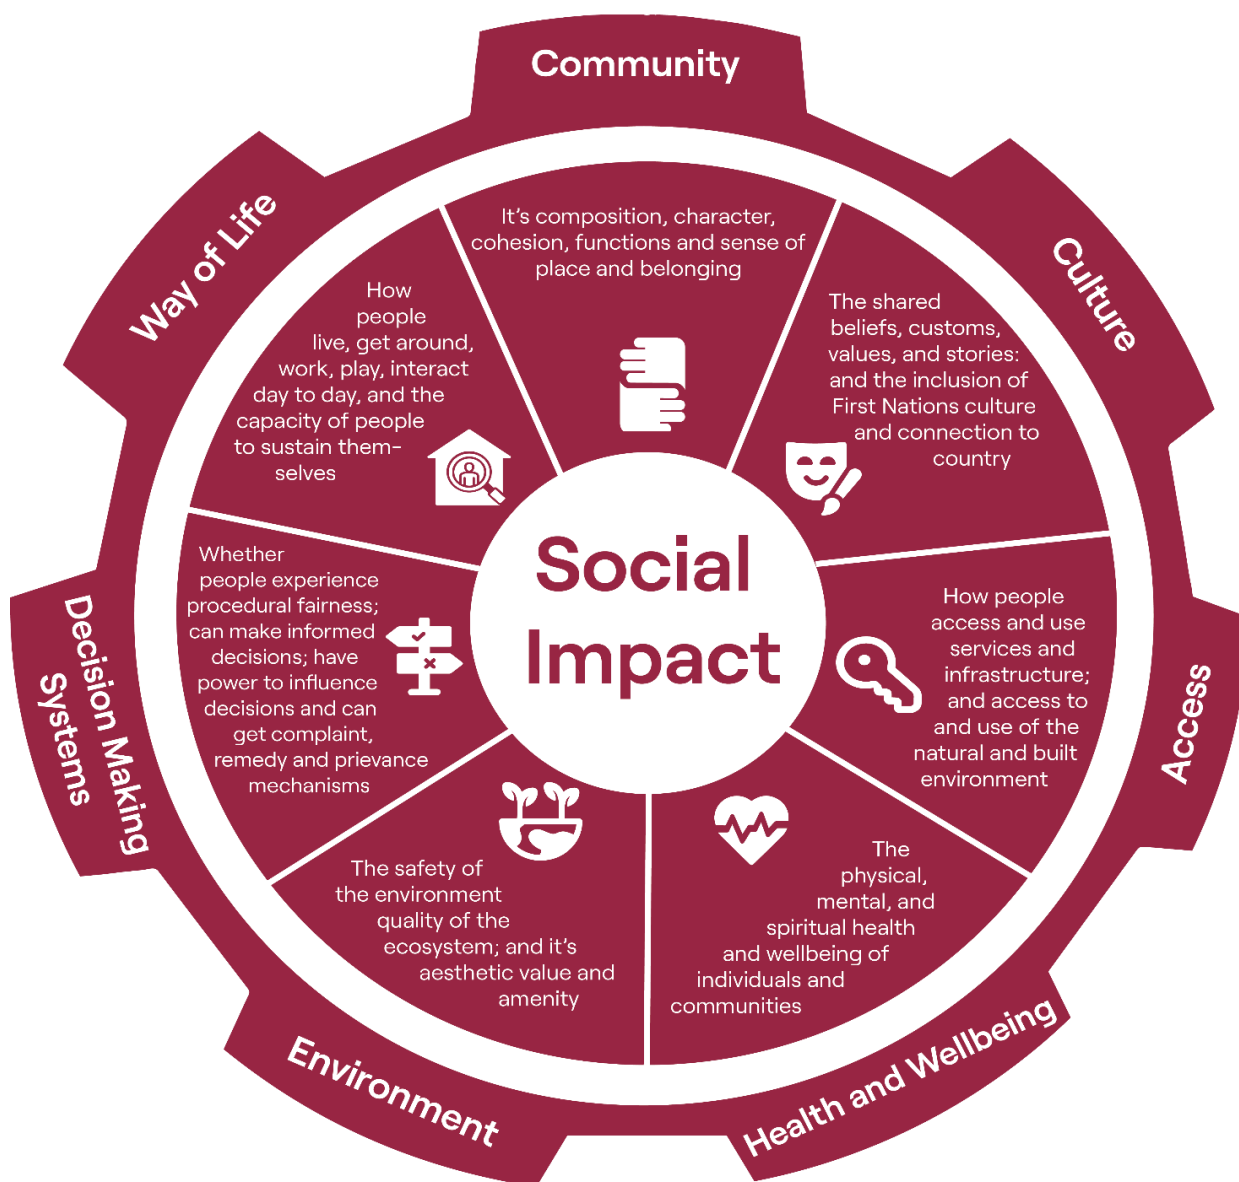 Community
It's composition, character,
cohesion, functions and sense of
place and belonging
Culture
The shared
beliefs, customs,
values, and stories:
and the inclusion of
First Nations culture
and connection to
country
Access
How people
access and use
services and
infrastructure;
and access to
and use of the
natural and built
environment
Health and Wellbeing
The
physical,
mental, and
spiritual health
and wellbeing of
individuals and
communities
Environment
The safety of
the environment
quality of the
ecosystem; and it's
aesthetic value and
amenity
Decision Making
Systems
Whether
people experience
procedural fairness;
can make informed
decisions; have
power to influence
decisions and can
get complaint,
remedy and prievance
mechanisms
Way of Life
How
people
live, get around,
work, play, interact
day to day, and the
capacity of people
to sustain them-
selves
Social
Impact